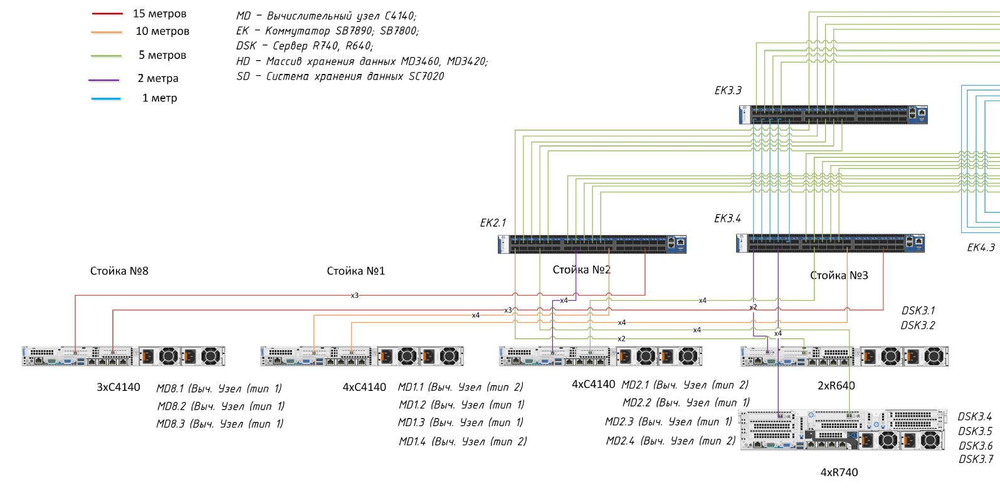 15 метров
10 метров
5 метров
2 метра
1 метр
MD – Вычислительный узел C4140;
EK – Коммутатор SB7890; SB7800;
DSK – Сервер R740, R640;
HD – Массив хранения данных MD3460, MD3420;
SD – Система хранения данных SC7020
EK3.3
EK2.1
EK3.4
EK4.3
Стойка №8
Стойка №1
Стойка №2
Стойка №3
x3
x4
x4
x2
x3
x4
x4
x4
x4
x2
DSK3.1
DSK3.2
3xC4140
MD8.1 (Выч. Узел (тип 1)
MD8.2 (Выч. Узел (тип 1)
MD8.3 (Выч. Узел (тип 1)
4xC4140
MD1.1 (Выч. Узел (тип 2)
MD1.2 (Выч. Узел (тип 1)
MD1.3 (Выч. Узел (тип 1)
MD1.4 (Выч. Узел (тип 2)
4xC4140
MD2.1 (Выч. Узел (тип 2)
MD2.2 (Выч. Узел (тип 1)
MD2.3 (Выч. Узел (тип 1)
MD2.4 (Выч. Узел (тип 2)
2xR640
DSK3.4
DSK3.5
DSK3.6
DSK3.7
4xR740